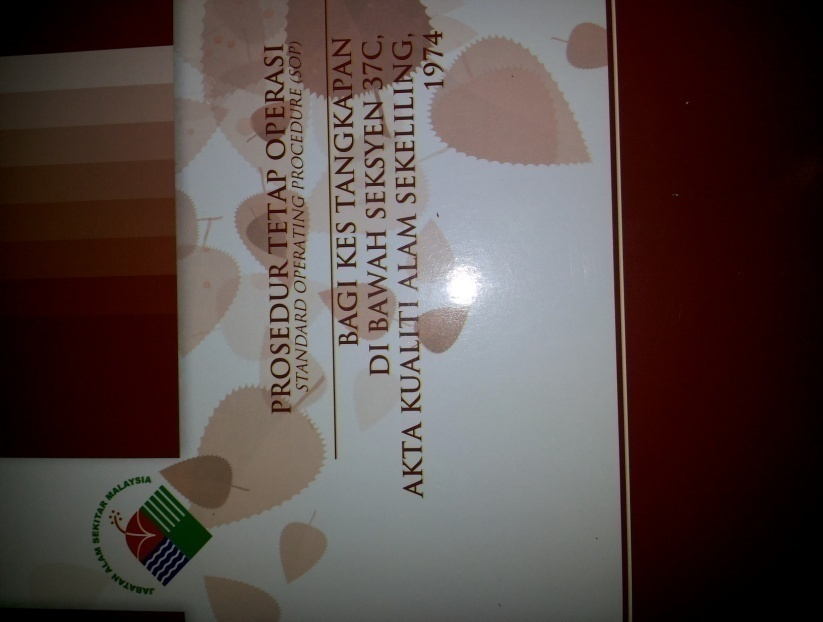 PROSEDUR TETAP OPERASI
STANDARD OPERATING PROCEDURE (SOP)
BAGI KES TANGKAPAN
DI BAWAH SEKSYEN 37C,
AKTA KUALITI ALAM SEKELILING,
1974
JABATAN ALAM SEKITAR MALAYSIA